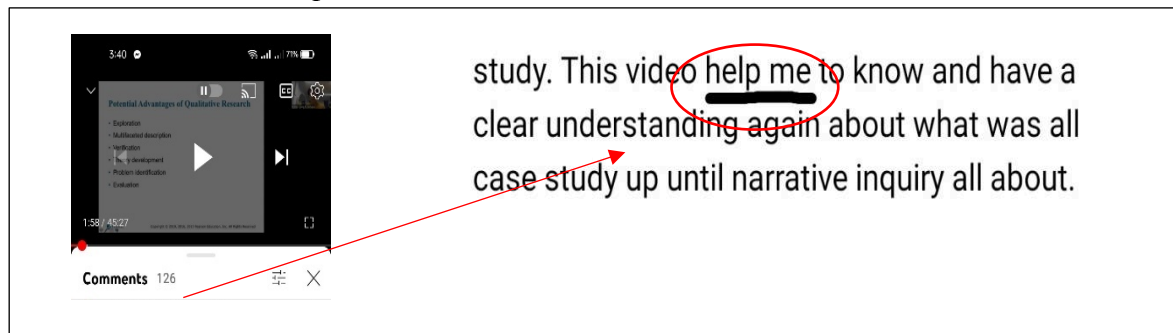 3:40 71%
Potential Advantages of Qualitative Research
• Exploration
• Multifaceted description
• Verification
• Theory development
• Problem identification
• Evaluation
1:58 / 45:27
Comments 126
study. This video help me to know and have a
clear understanding again about what was all
case study up until narrative inquiry all about.